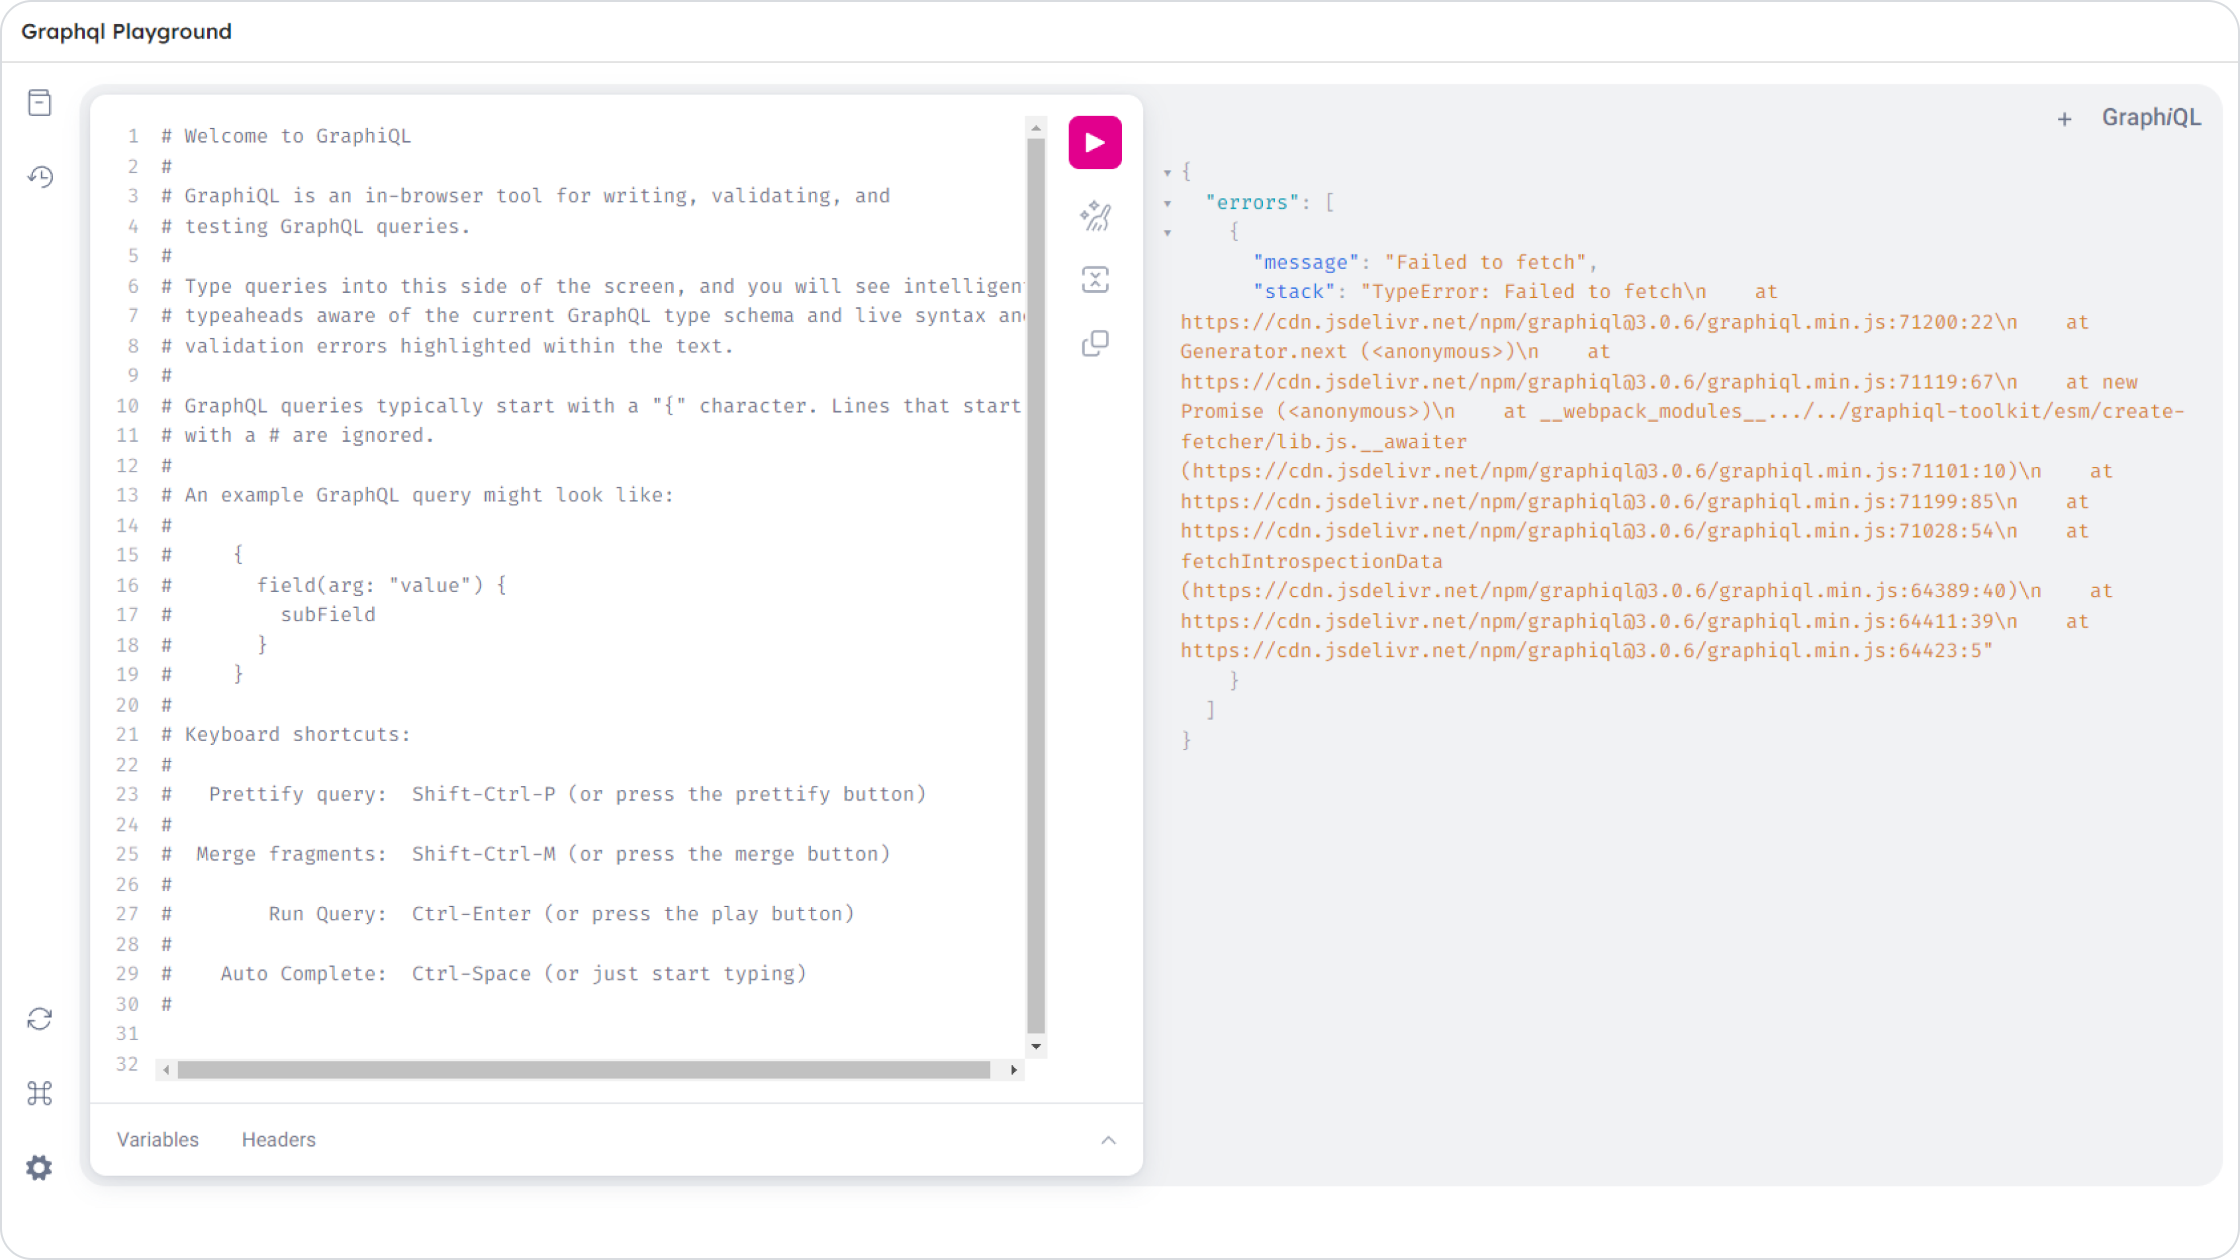 Graphql Playground
1 # Welcome to GraphiQL
2 #
3 # GraphiQL is an in-browser tool for writing, validating, and
4 # testing GraphQL queries.
5 #
6 # Type queries into this side of the screen, and you will see intelligen
7 # typeaheads aware of the current GraphQL type schema and live syntax an
8 # validation errors highlighted within the text.
9 #
10 # GraphQL queries typically start with a "{" character. Lines that start
11 # with a # are ignored.
12 #
13 # An example GraphQL query might look like:
14 #
15 #     {
16 #       field(arg: "value") {
17 #         subField
18 #       }
19 #     }
20 #
21 # Keyboard shortcuts:
22 #
23 #   Prettify query:  Shift-Ctrl-P (or press the prettify button)
24 #
25 #  Merge fragments:  Shift-Ctrl-M (or press the merge button)
26 #
27 #        Run Query:  Ctrl-Enter (or press the play button)
28 #
29 #    Auto Complete:  Ctrl-Space (or just start typing)
30 #
31
32
Variables Headers
+ GraphiQL
{
"errors": [
{
"message": "Failed to fetch",
"stack": "TypeError: Failed to fetch\n    at
https://cdn.jsdelivr.net/npm/graphiql@3.0.6/graphiql.min.js:71200:22\n    at
Generator.next (<anonymous>)\n    at
https://cdn.jsdelivr.net/npm/graphiql@3.0.6/graphiql.min.js:71119:67\n    at new
Promise (<anonymous>)\n    at __webpack_modules__.../../graphiql-toolkit/esm/create-
fetcher/lib.js.__awaiter
(https://cdn.jsdelivr.net/npm/graphiql@3.0.6/graphiql.min.js:71101:10)\n    at
https://cdn.jsdelivr.net/npm/graphiql@3.0.6/graphiql.min.js:71199:85\n    at
https://cdn.jsdelivr.net/npm/graphiql@3.0.6/graphiql.min.js:71028:54\n    at
fetchIntrospectionData
(https://cdn.jsdelivr.net/npm/graphiql@3.0.6/graphiql.min.js:64389:40)\n    at
https://cdn.jsdelivr.net/npm/graphiql@3.0.6/graphiql.min.js:64411:39\n    at
https://cdn.jsdelivr.net/npm/graphiql@3.0.6/graphiql.min.js:64423:5"
}
]
}